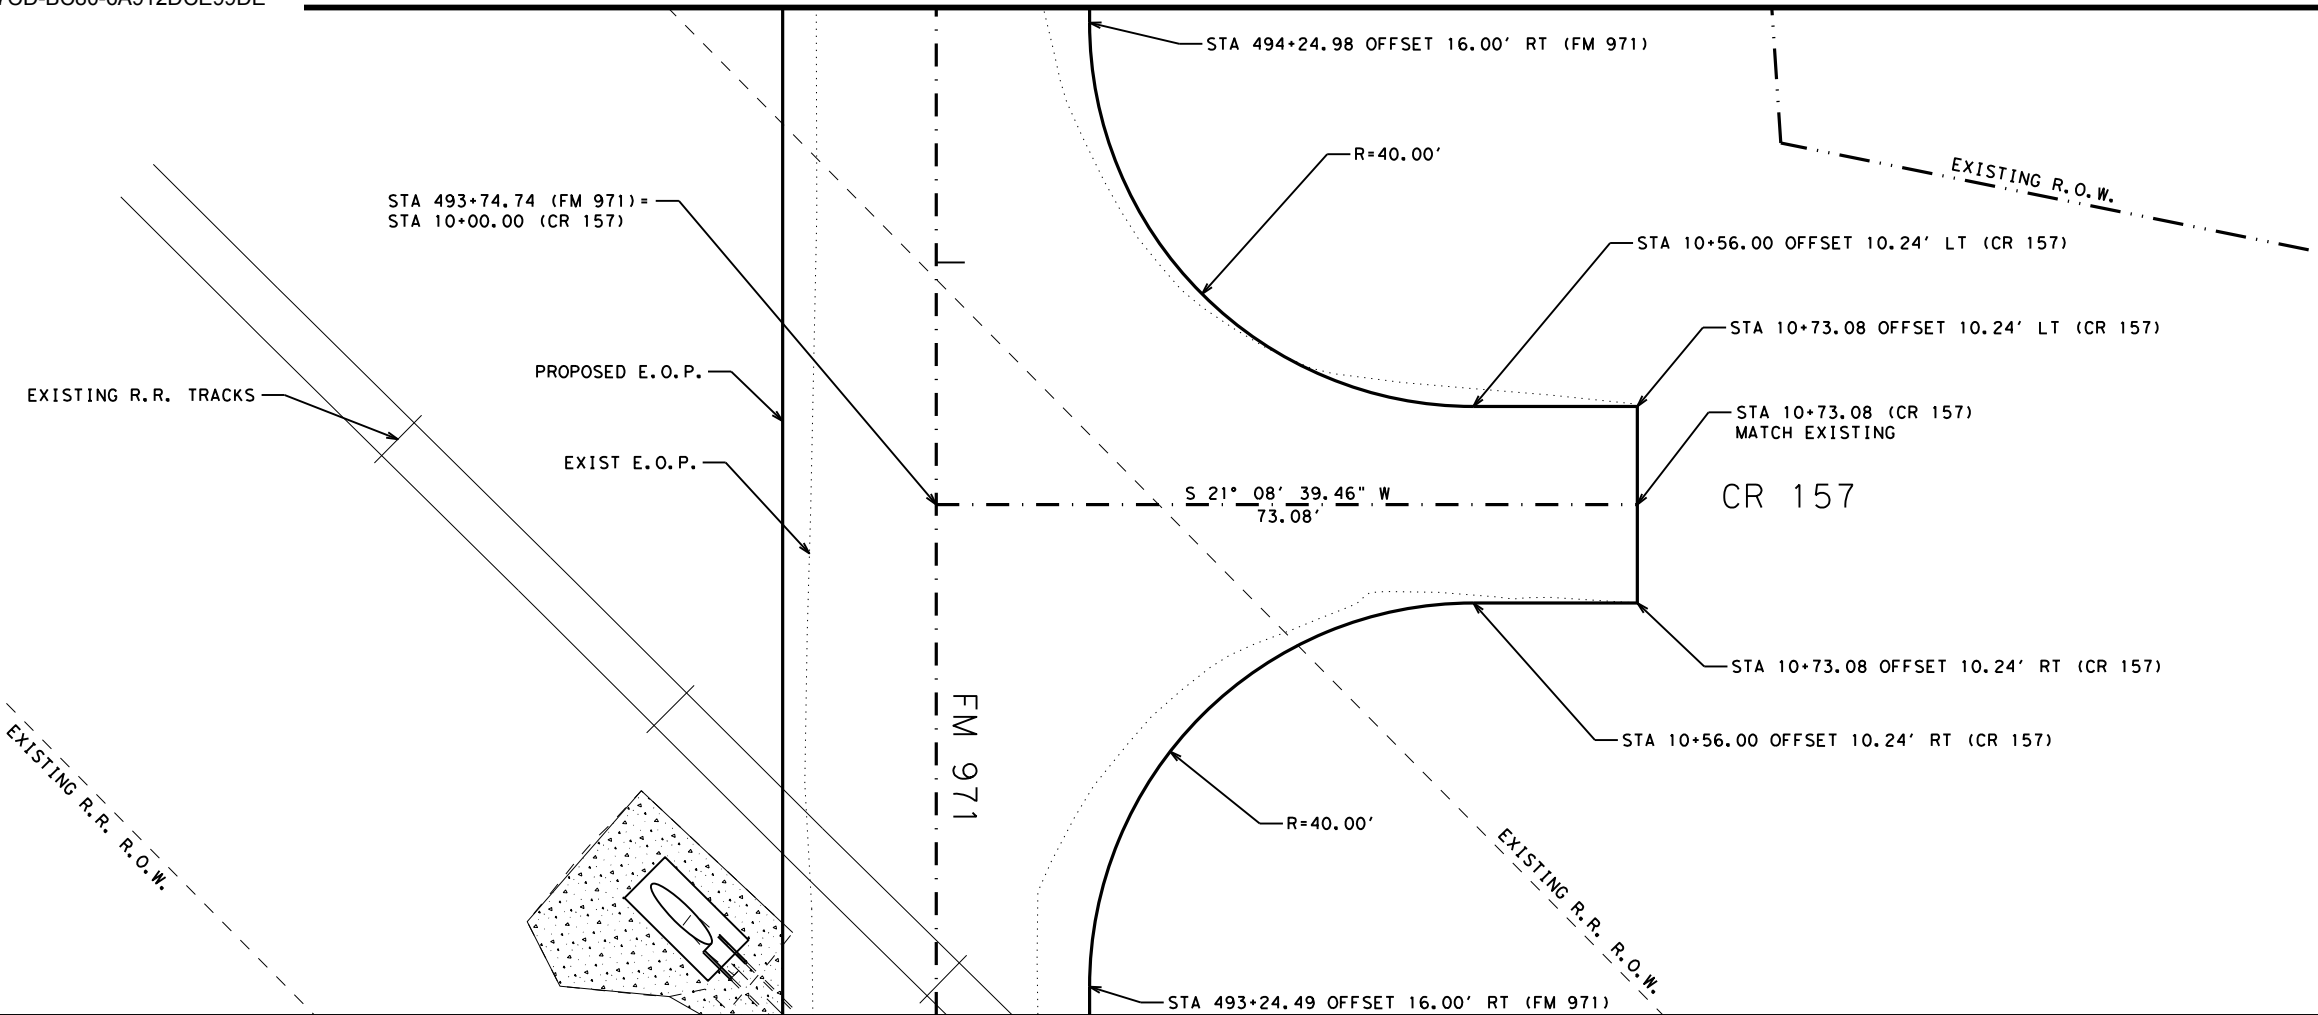 STA 494+24.98 OFFSET 16.00' RT (FM 971)
R=40.00'
EXISTING R.O.W.
STA 493+74.74 (FM 971)=
STA 10+00.00 (CR 157)
STA 10+56.00 OFFSET 10.24' LT (CR 157)
STA 10+73.08 OFFSET 10.24' LT (CR 157)
PROPOSED E.O.P.
EXISTING R.R. TRACKS
STA 10+73.08 (CR 157)
MATCH EXISTING
EXIST E.O.P.
S 21° 08' 39.46" W
73.08'
CR 157
STA 10+73.08 OFFSET 10.24' RT (CR 157)
FM 971
STA 10+56.00 OFFSET 10.24' RT (CR 157)
EXISTING R.R. R.O.W.
R=40.00'
EXISTING R.R. R.O.W.
STA 493+24.49 OFFSET 16.00' RT (FM 971)